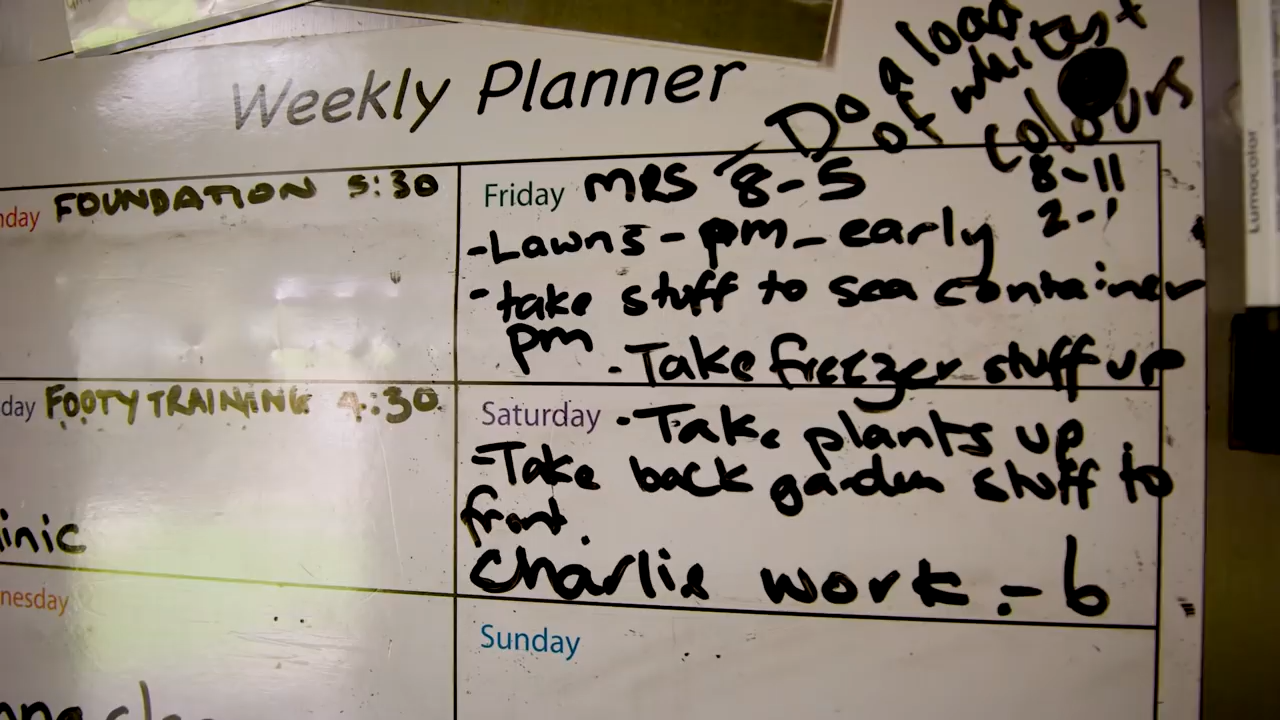 Weekly Planner
Do a load
of whites +
colours
nday FOUNDATION 5:30
Friday MRS 8-5 8-11
-Lawns - pm - early 2-1
- take stuff to sea container
pm - Take freezer stuff up
day FOOTY TRAINING 4:30
inic
Saturday - Take plants up
- Take back garden stuff to
front.
Charlie work - 6
nesday
Sunday
Lumocolor